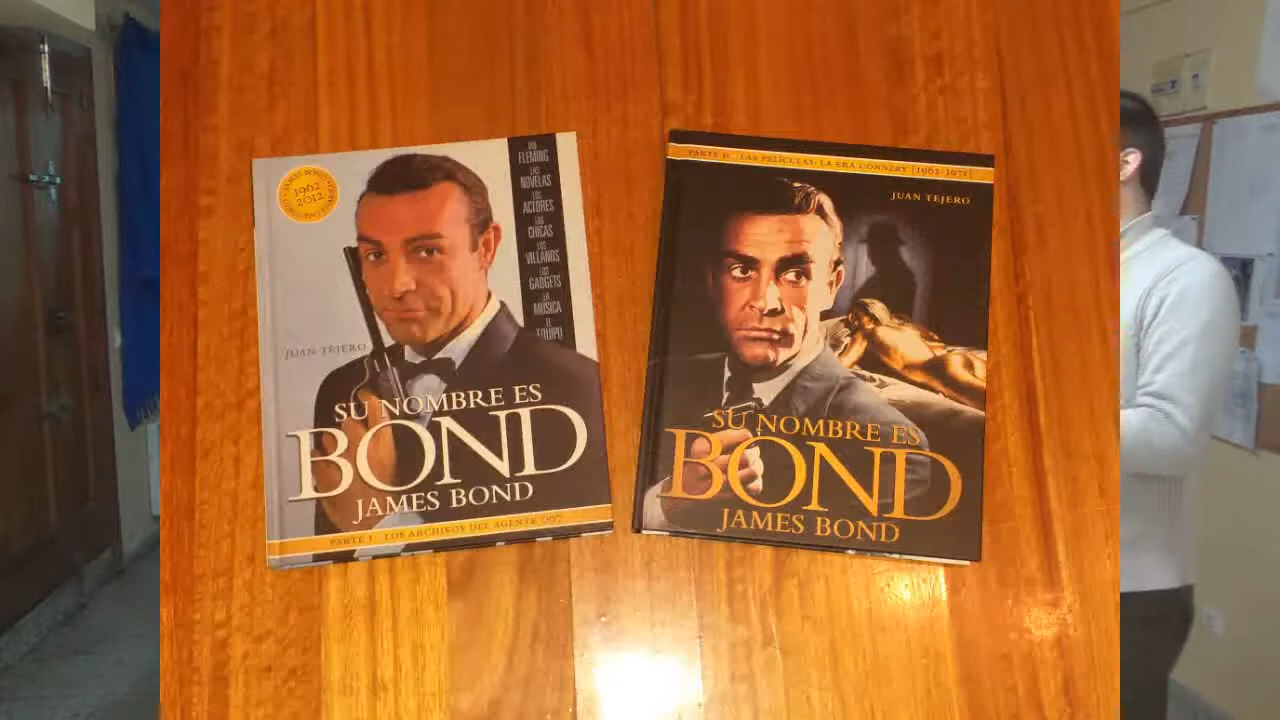 JAMES BOND
1962
2012
IAN
FLEMING
LAS
NOVELAS
LOS
ACTORES
LAS
CHICAS
LOS
VILLANOS
LOS
GADGETS
LA
MÚSICA
EL
EQUIPO
JUAN TEJERO
SU NOMBRE ES
BOND
JAMES BOND
PARTE I: LOS ARCHIVOS DEL AGENTE 007
PARTE II: LAS PELÍCULAS: LA ERA CONNERY [1962-1971]
JUAN TEJERO
SU NOMBRE ES
BOND
JAMES BOND